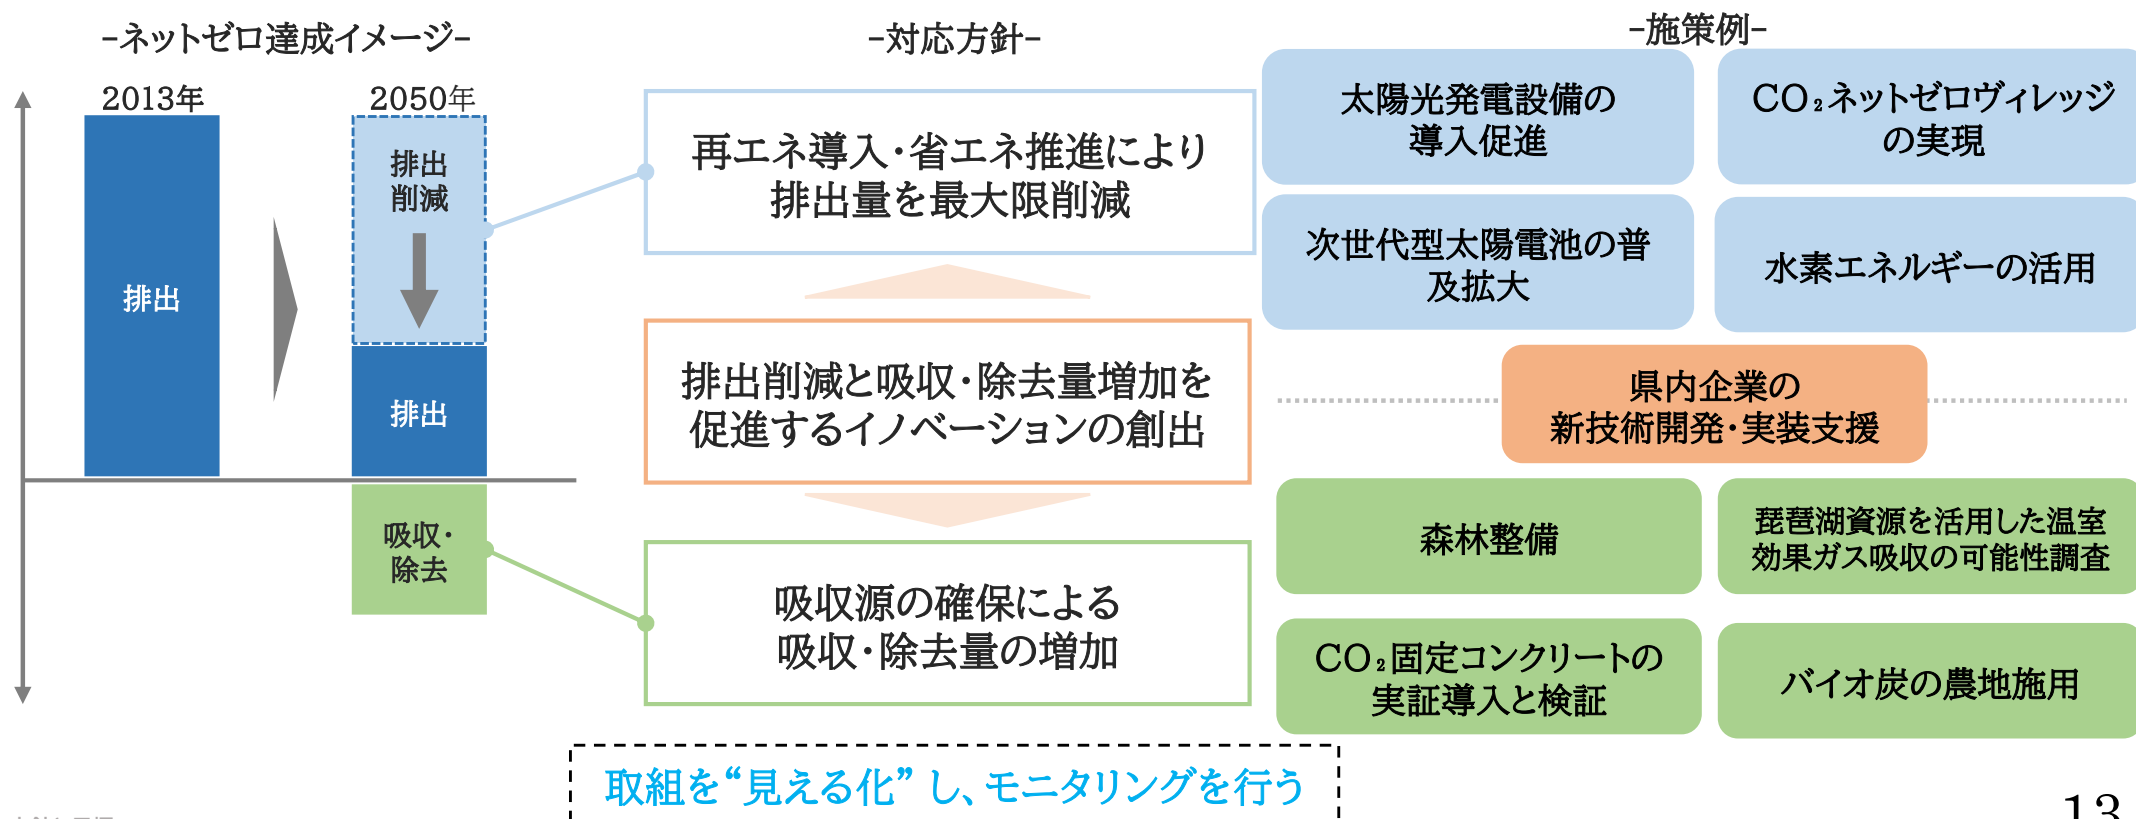 -ネットゼロ達成イメージ-
2013年
2050年
排出
排出
削減
排出
吸収・
除去
-対応方針-
再エネ導入・省エネ推進により
排出量を最大限削減
排出削減と吸収・除去量増加を
促進するイノベーションの創出
吸収源の確保による
吸収・除去量の増加
-施策例-
太陽光発電設備の
導入促進
CO₂ネットゼロヴィレッジ
の実現
次世代型太陽電池の普
及拡大
水素エネルギーの活用
県内企業の
新技術開発・実装支援
森林整備
琵琶湖資源を活用した温室
効果ガス吸収の可能性調査
CO₂固定コンクリートの
実証導入と検証
バイオ炭の農地施用
取組を“見える化”し、モニタリングを行う
13